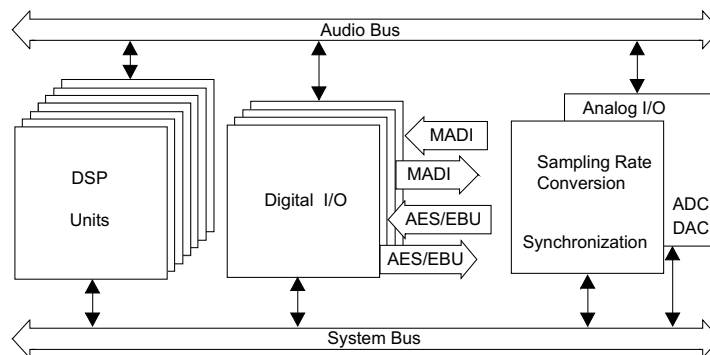 Audio Bus
DSP
Units
Digital I/O
MADI
MADI
AES/EBU
AES/EBU
Analog I/O
Sampling Rate
Conversion
Synchronization
ADC
DAC
System Bus